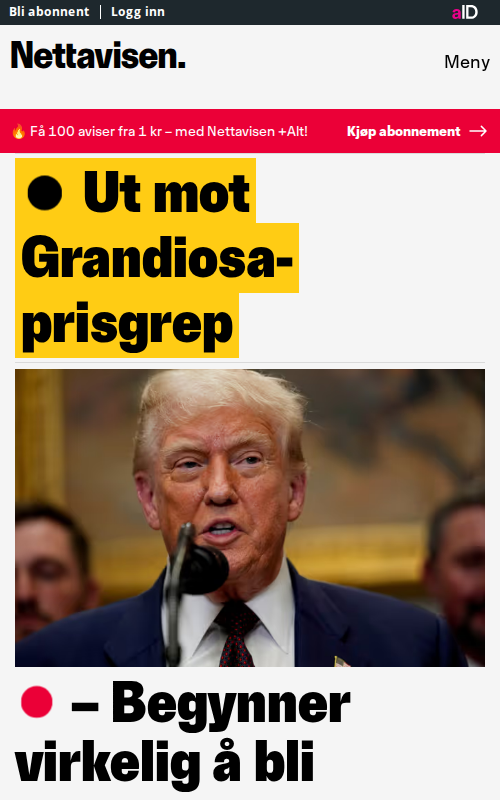 Bli abonnent | Logg inn
aID
Nettavisen.
Meny
🔥 Få 100 aviser fra 1 kr – med Nettavisen +Alt!
Kjøp abonnement →
Ut mot
Grandiosa-
prisgrep
– Begynner
virkelig å bli